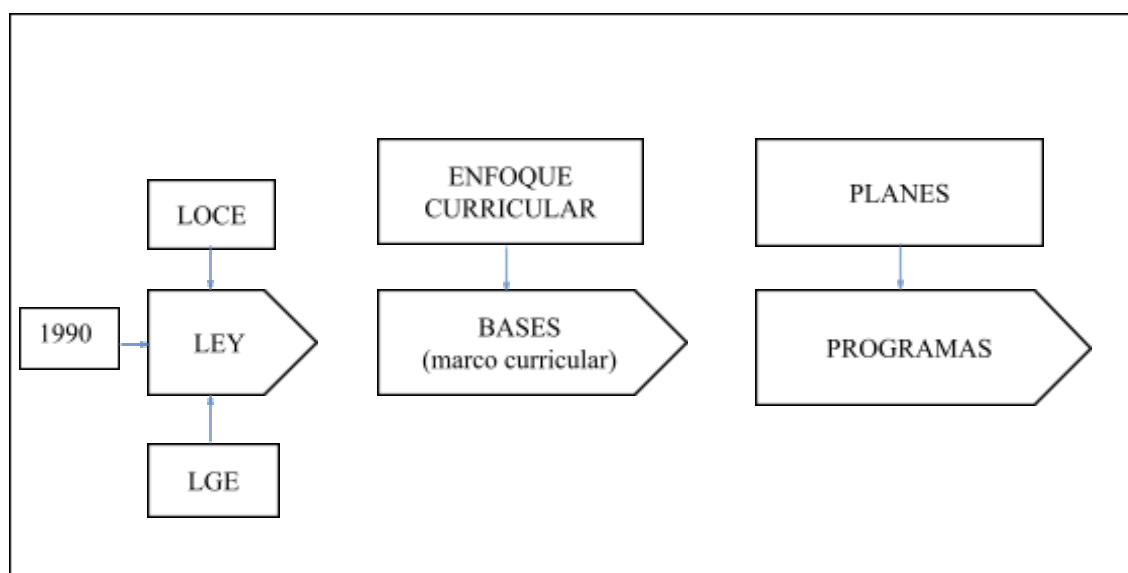 LOCE
1990
LEY
LGE
ENFOQUE
CURRICULAR
BASES
(marco curricular)
PLANES
PROGRAMAS